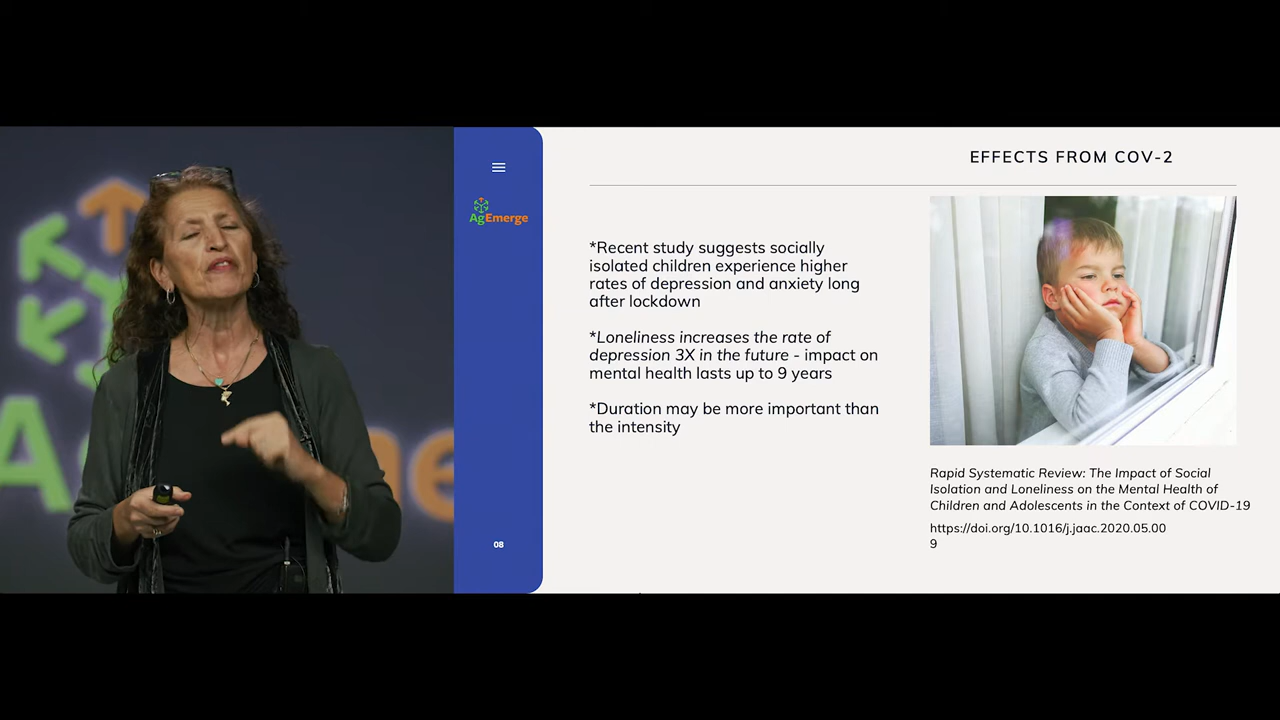 EFFECTS FROM COV-2
AgEmerge
*Recent study suggests socially
isolated children experience higher
rates of depression and anxiety long
after lockdown
*Loneliness increases the rate of
depression 3X in the future - impact on
mental health lasts up to 9 years
*Duration may be more important than
the intensity
Rapid Systematic Review: The Impact of Social
Isolation and Loneliness on the Mental Health of
Children and Adolescents in the Context of COVID-19
https://doi.org/10.1016/j.jaac.2020.05.00
9
08